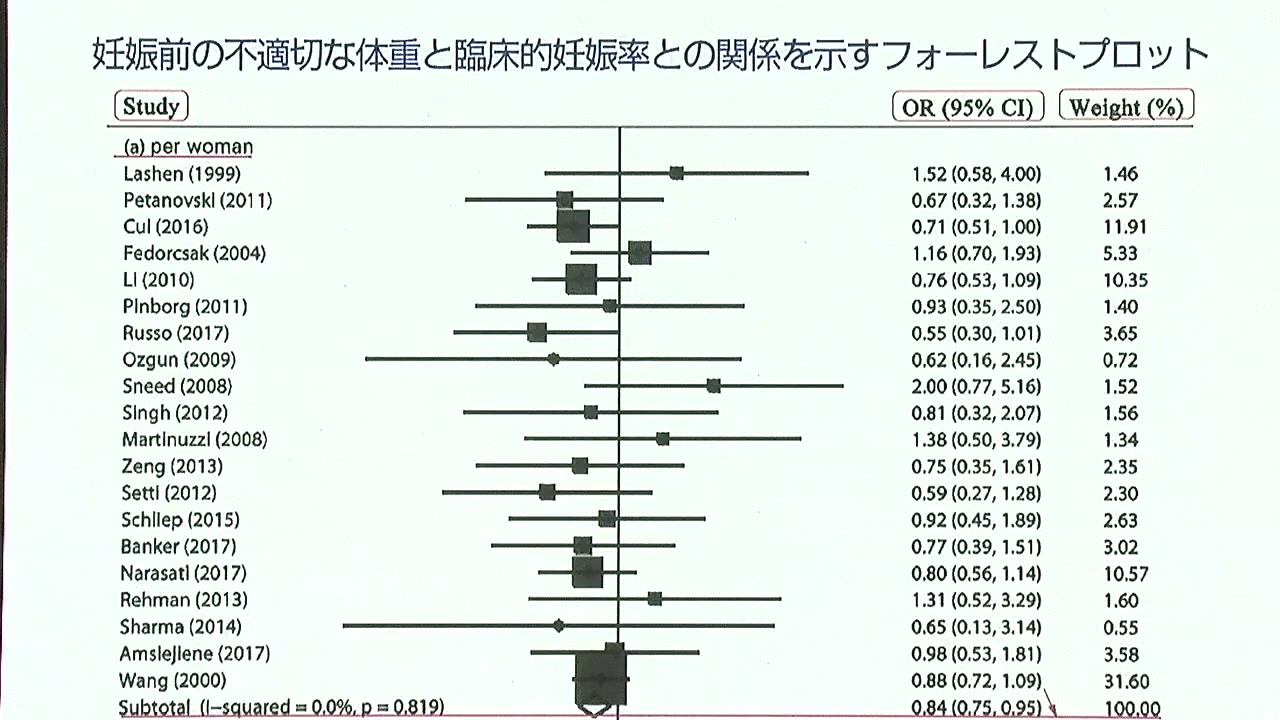 妊娠前の不適切な体重と臨床的妊娠率との関係を示すフォーレストプロット
Study OR (95% CI) Weight (%)
(a) per woman
Lashen (1999) 1.52 (0.58, 4.00) 1.46
Petanovski (2011) 0.67 (0.32, 1.38) 2.57
Cui (2016) 0.71 (0.51, 1.00) 11.91
Fedorcsak (2004) 1.16 (0.70, 1.93) 5.33
Li (2010) 0.76 (0.53, 1.09) 10.35
Pinborg (2011) 0.93 (0.35, 2.50) 1.40
Russo (2017) 0.55 (0.30, 1.01) 3.65
Ozgun (2009) 0.62 (0.16, 2.45) 0.72
Sneed (2008) 2.00 (0.77, 5.16) 1.52
Singh (2012) 0.81 (0.32, 2.07) 1.56
Martinuzzi (2008) 1.38 (0.50, 3.79) 1.34
Zeng (2013) 0.75 (0.35, 1.61) 2.35
Setti (2012) 0.59 (0.27, 1.28) 2.30
Schliep (2015) 0.92 (0.45, 1.89) 2.63
Banker (2017) 0.77 (0.39, 1.51) 3.02
Narasati (2017) 0.80 (0.56, 1.14) 10.57
Rehman (2013) 1.31 (0.52, 3.29) 1.60
Sharma (2014) 0.65 (0.13, 3.14) 0.55
Amsiejiene (2017) 0.98 (0.53, 1.81) 3.58
Wang (2000) 0.88 (0.72, 1.09) 31.60
Subtotal (I−squared = 0.0%, p = 0.819) 0.84 (0.75, 0.95) 100.00